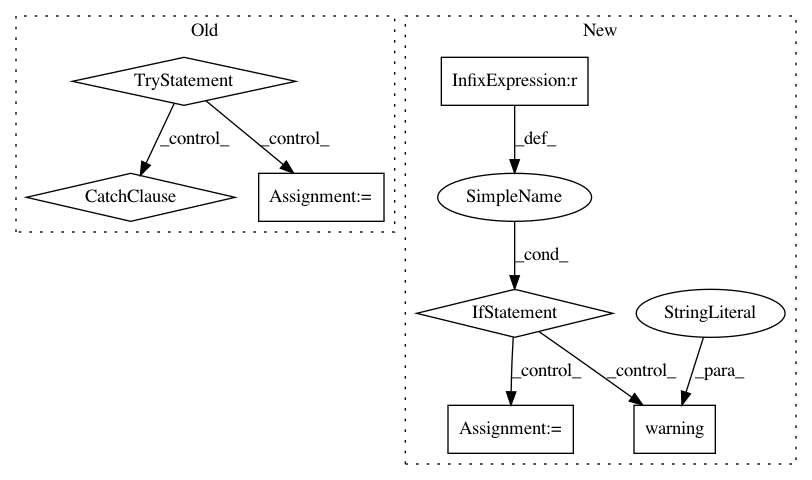 Old
New
TryStatement
InfixExpression:r
_control_
_control_
_def_
CatchClause
Assignment:=
SimpleName
_cond_
IfStatement
StringLiteral
_control_
_control_
_para_
Assignment:=
warning